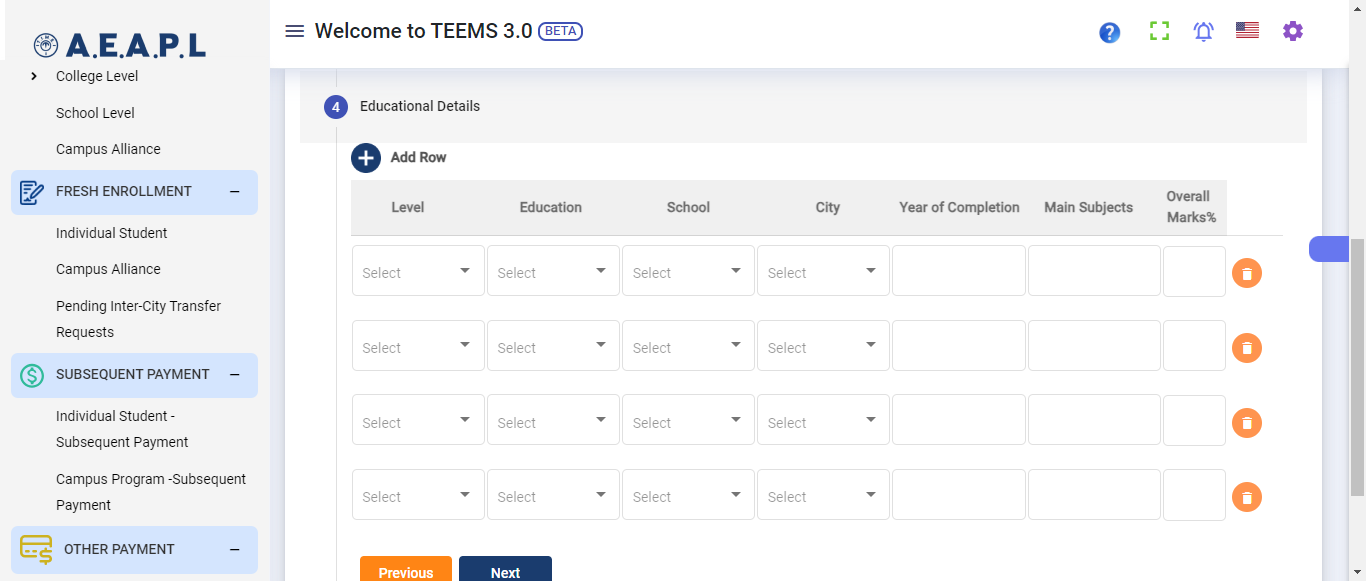 A.E.A.P.L
College Level
School Level
Campus Alliance
FRESH ENROLLMENT
Individual Student
Campus Alliance
Pending Inter-City Transfer
Requests
SUBSEQUENT PAYMENT
Individual Student -
Subsequent Payment
Campus Program -Subsequent
Payment
OTHER PAYMENT
Welcome to TEEMS 3.0 BETA
4 Educational Details
Add Row
Level Education School City Year of Completion Main Subjects Overall
Marks%
Select Select Select Select
Select Select Select Select
Select Select Select Select
Select Select Select Select
Previous Next